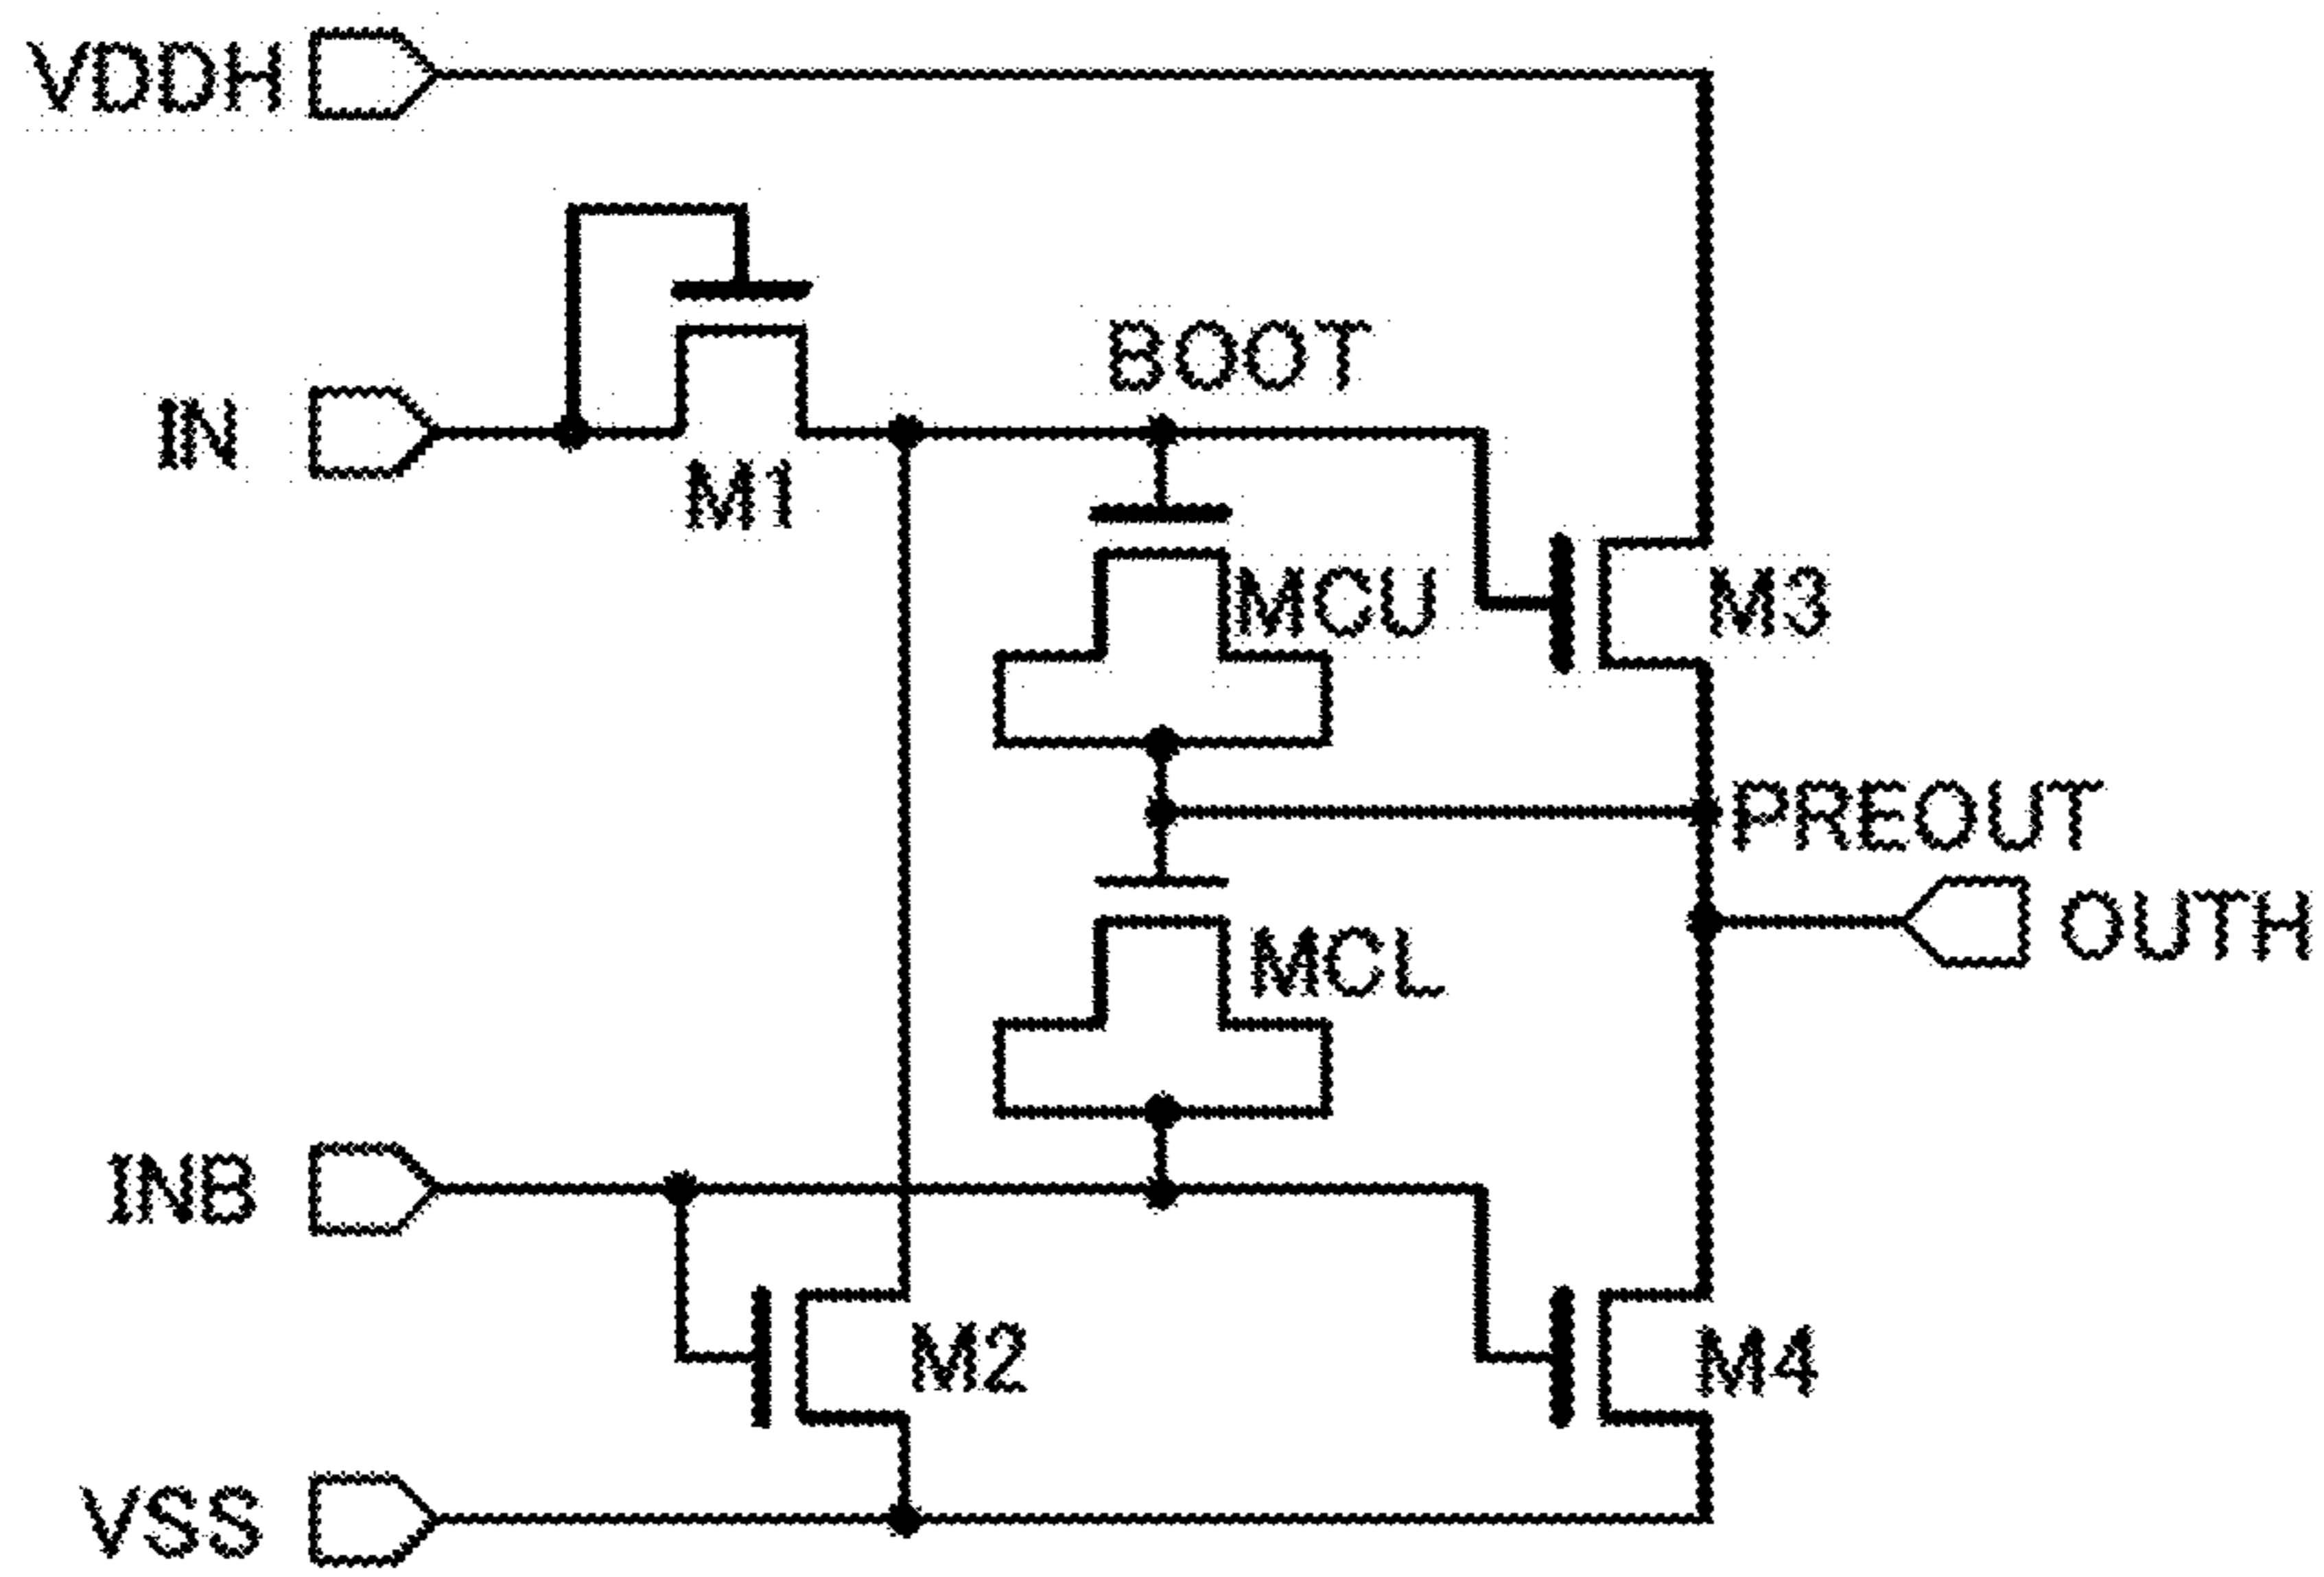 VDDH
BOOT
IN
M1
MCU
M3
PREOUT
OUTH
MCL
INB
M2
M4
VSS